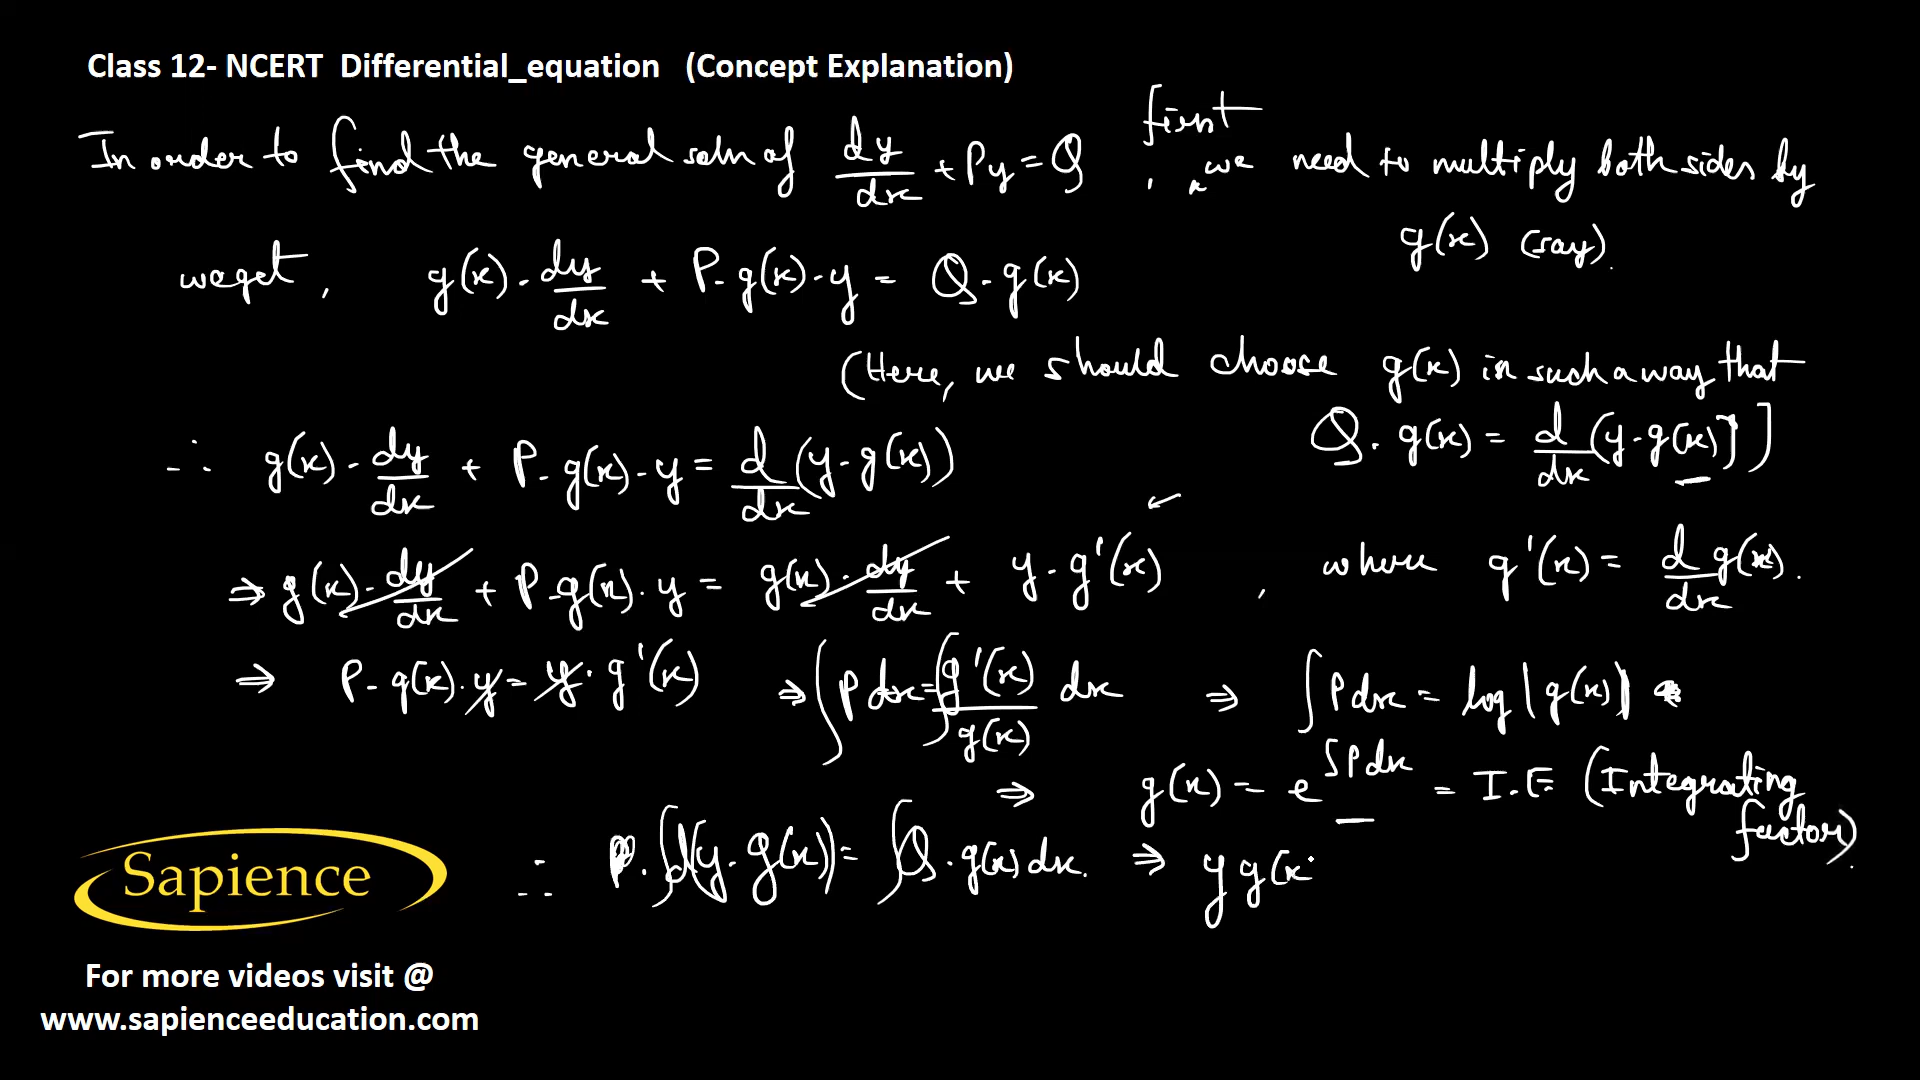 Class 12- NCERT Differential_equation (Concept Explanation)
In order to find the general soln of dy/dx + Py = Q , first we need to multiply both sides by
g(x) (say).
we get, g(x) . dy/dx + P. g(x) . y = Q . g(x)
(Here, we should choose g(x) in such a way that
Q . g(x) = d/dx (y . g(x))]
∴ g(x) . dy/dx + P. g(x) . y = d/dx (y . g(x))
⇒ g(x) . dy/dx + P. g(x) . y = g(x) . dy/dx + y . g'(x) , where g'(x) = d/dx g(x).
⇒ P. g(x) . y = y . g'(x) ⇒ ∫ P dx = ∫ g'(x)/g(x) dx ⇒ ∫ P dx = log |g(x)|
⇒ g(x) = e^∫Pdx = I.F (Integrating factor).
∴ ∫ d(y . g(x)) = ∫ Q . g(x) dx. ⇒ y g(x
Sapience
For more videos visit @
www.sapienceeducation.com